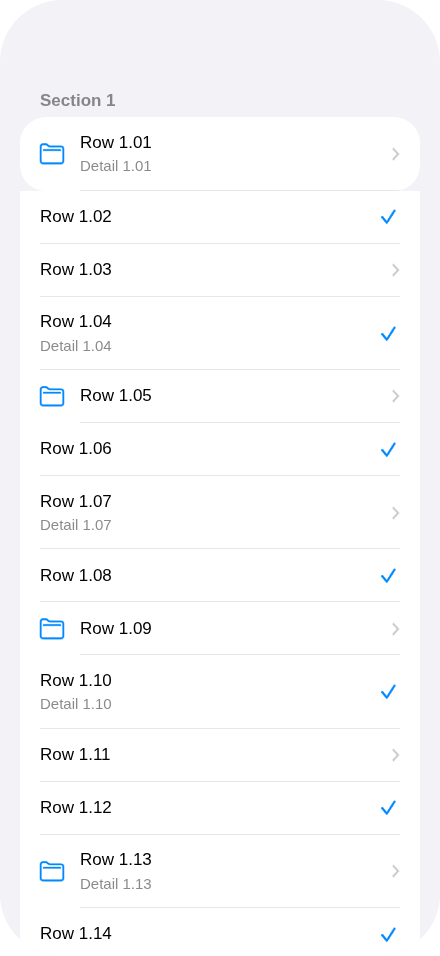 Section 1
Row 1.01
Detail 1.01
Row 1.02
Row 1.03
Row 1.04
Detail 1.04
Row 1.05
Row 1.06
Row 1.07
Detail 1.07
Row 1.08
Row 1.09
Row 1.10
Detail 1.10
Row 1.11
Row 1.12
Row 1.13
Detail 1.13
Row 1.14